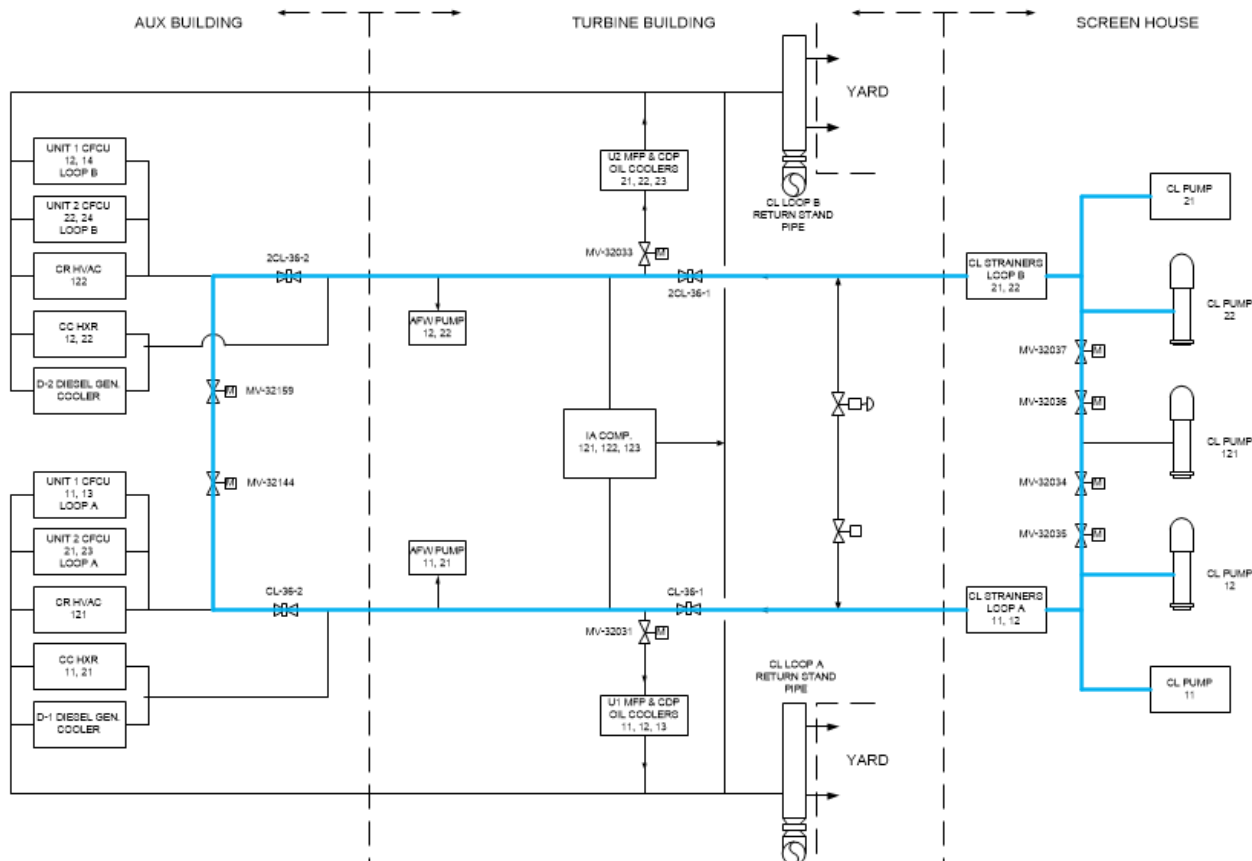 AUX BUILDING
TURBINE BUILDING
SCREEN HOUSE
YARD
UNIT 1 CFCU
12, 14
LOOP B
UNIT 2 CFCU
22, 24
LOOP B
CR HVAC
122
CC HXR
12, 22
D-2 DIESEL GEN.
COOLER
2CL-36-2
MV-32159
MV-32144
UNIT 1 CFCU
11, 13
LOOP A
UNIT 2 CFCU
21, 23
LOOP A
CR HVAC
121
CC HXR
11, 21
D-1 DIESEL GEN.
COOLER
CL-36-2
U2 MFP & CDP
OIL COOLERS
21, 22, 23
MV-32033
M
2CL-36-1
CL LOOP B
RETURN STAND
PIPE
AFW PUMP
12, 22
IA COMP.
121, 122, 123
AFW PUMP
11, 21
CL-36-1
MV-32031
M
U1 MFP & CDP
OIL COOLERS
11, 12, 13
CL LOOP A
RETURN STAND
PIPE
YARD
CL STRAINERS
LOOP B
21, 22
CL STRAINERS
LOOP A
11, 12
CL PUMP
21
CL PUMP
22
MV-32037
M
MV-32036
M
CL PUMP
121
MV-32034
M
MV-32035
M
CL PUMP
12
CL PUMP
11
M
M